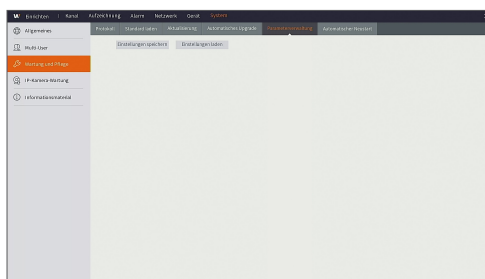 W Einrichten | Kanal Aufzeichnung Alarm Netzwerk Gerät System
Protokoll Standard laden Aktualisierung Automatisches Upgrade Parameterverwaltung Automatischer Neustart
Allgemeines
Multi-User
Wartung und Pflege
IP-Kamera-Wartung
Informationsmaterial
Einstellungen speichern Einstellungen laden